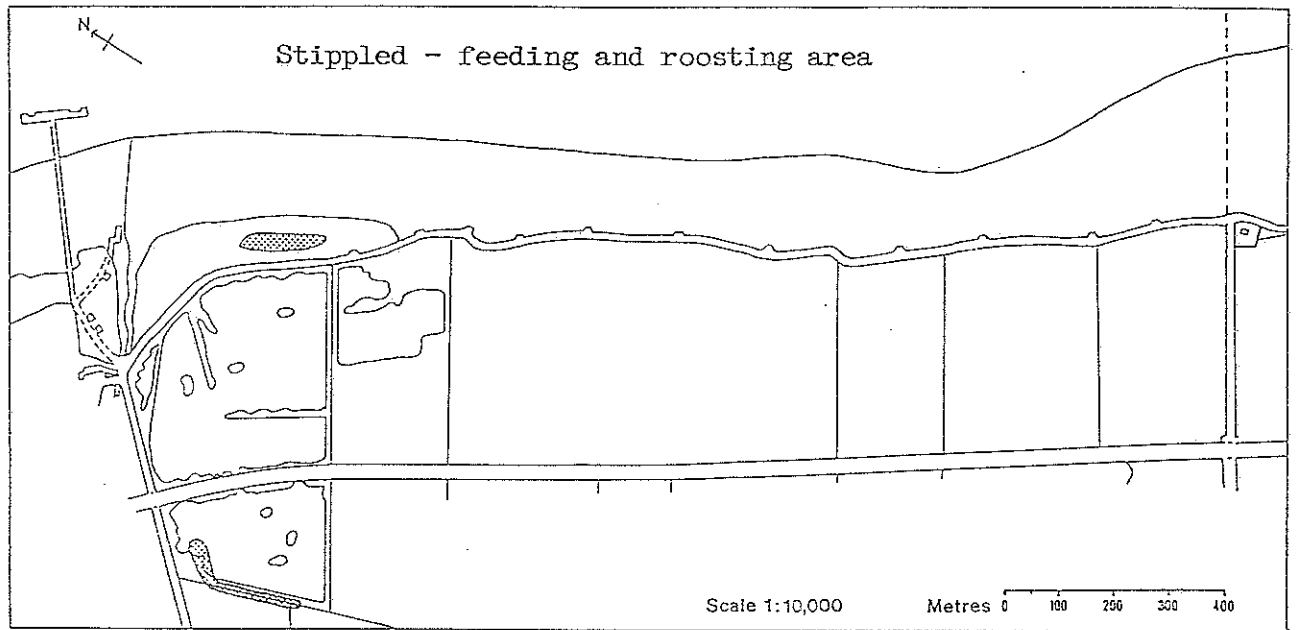 N
Stippled - feeding and roosting area
Scale 1:10,000
Metres 0 100 200 300 400